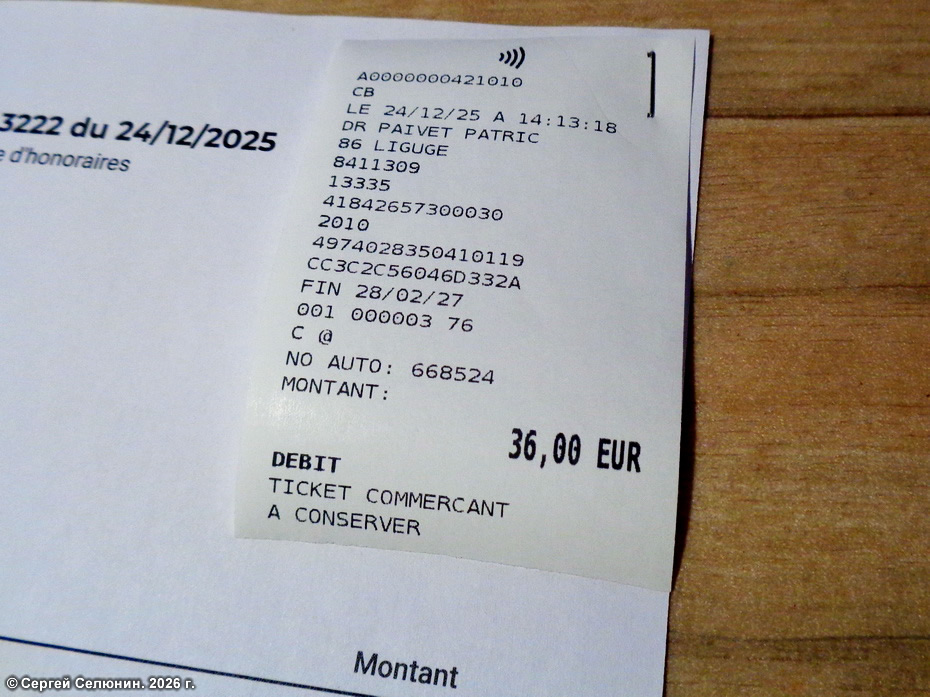 3222 du 24/12/2025
e d'honoraires
A0000000421010
CB
LE 24/12/25 A 14:13:18
DR PAIVET PATRIC
86 LIGUGE
8411309
13335
41842657300030
2010
4974028350410119
CC3C2C56046D332A
FIN 28/02/27
001 000003 76
C @
NO AUTO: 668524
MONTANT:
36,00 EUR
DEBIT
TICKET COMMERCANT
A CONSERVER
Montant
© Сергей Селюнин. 2026 г.